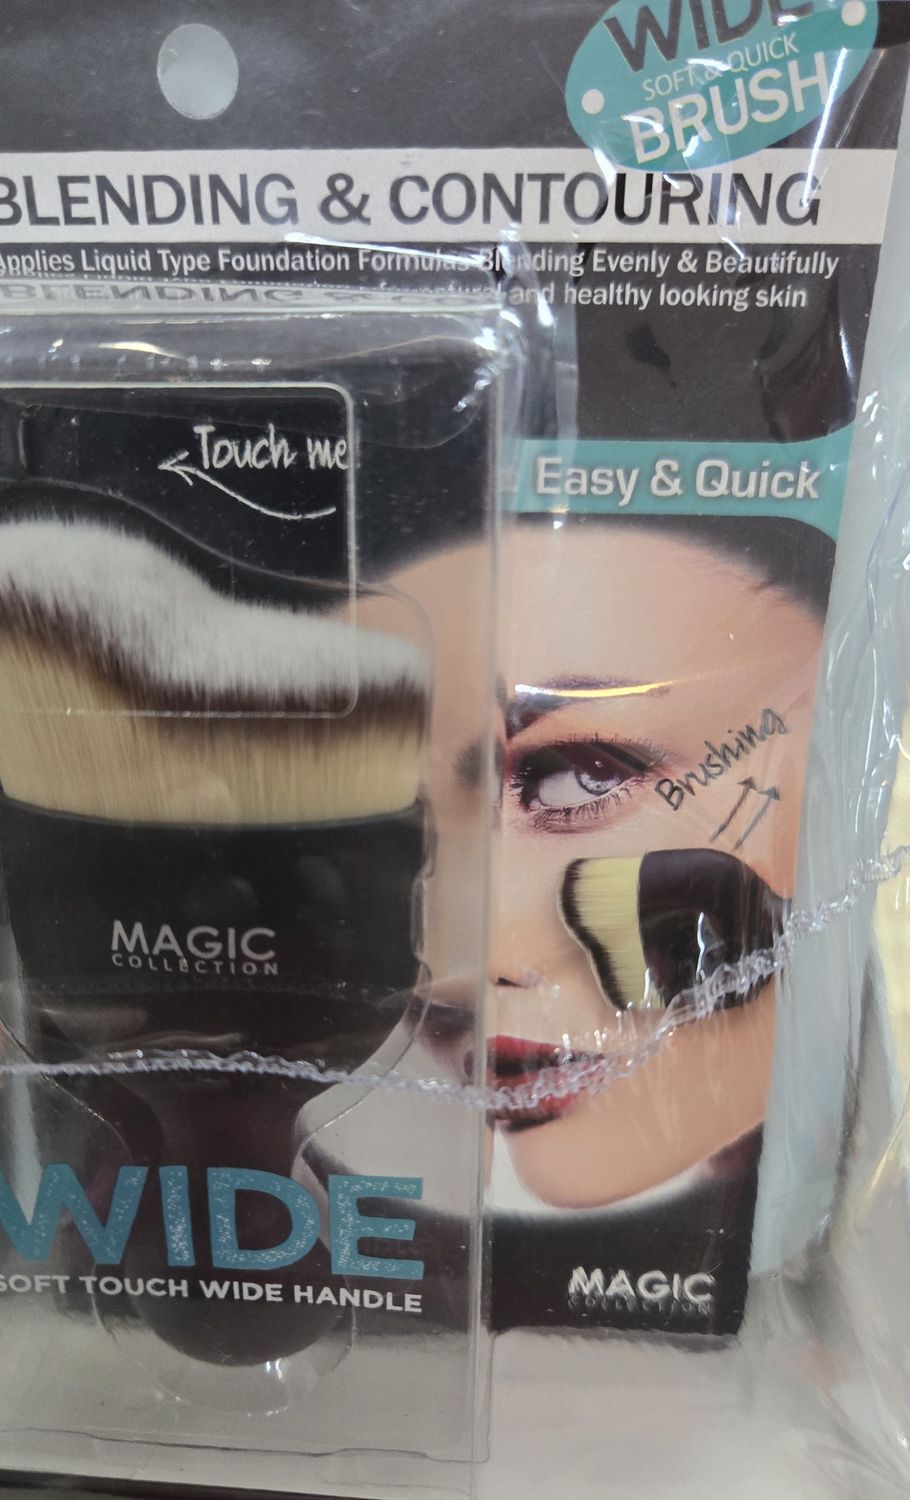 WIDE
SOFT & QUICK
BRUSH
BLENDING & CONTOURING
Applies Liquid Type Foundation Formulas Blending Evenly & Beautifully
and healthy looking skin
Touch me
Easy & Quick
Brushing
MAGIC
COLLECTION
WIDE
SOFT TOUCH WIDE HANDLE
MAGIC
COLLECTION